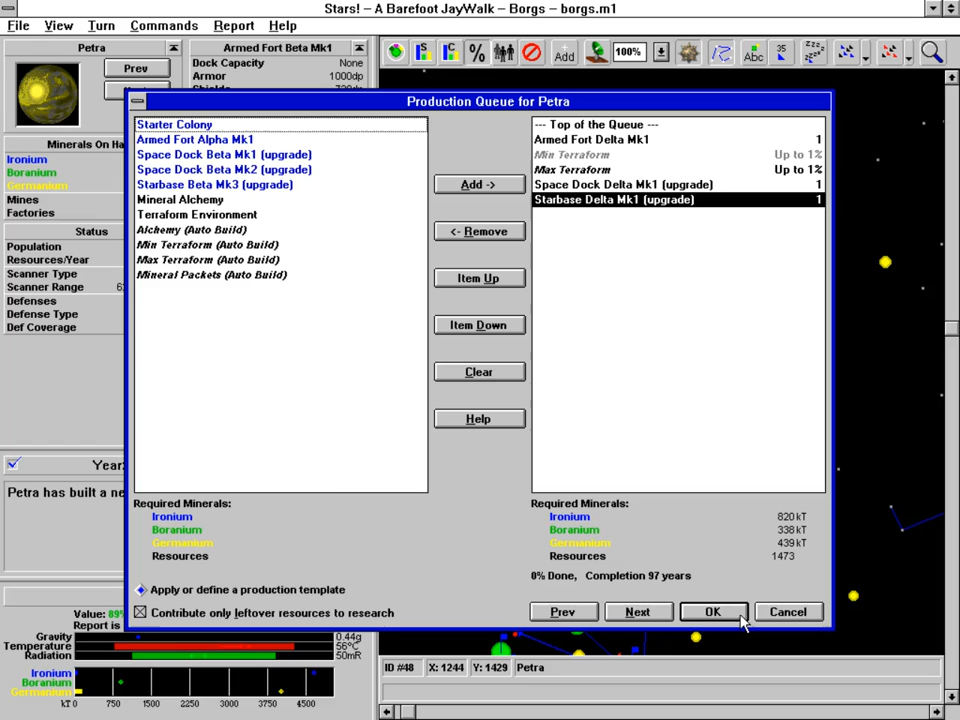 Stars! – A Barefoot JayWalk – Borgs – borgs.m1
File View Turn Commands Report Help
Petra
Armed Fort Beta Mk1
Prev
Dock Capacity None
Armor 1000dp
100%
Add
Abc
35
zzz
Production Queue for Petra
Minerals On Ha
Ironium
Boranium
Germanium
Mines
Factories
Status
Population
Resources/Year
Scanner Type
Scanner Range 6
Defenses
Defense Type
Def Coverage
Starter Colony
Armed Fort Alpha Mk1
Space Dock Beta Mk1 (upgrade)
Space Dock Beta Mk2 (upgrade)
Starbase Beta Mk3 (upgrade)
Mineral Alchemy
Terraform Environment
Alchemy (Auto Build)
Min Terraform (Auto Build)
Max Terraform (Auto Build)
Mineral Packets (Auto Build)
Add ->
<- Remove
Item Up
Item Down
Clear
Help
--- Top of the Queue ---
Armed Fort Delta Mk1 1
Min Terraform Up to 1%
Max Terraform Up to 1%
Space Dock Delta Mk1 (upgrade) 1
Starbase Delta Mk1 (upgrade) 1
Year:
Petra has built a ne
Required Minerals:
Ironium
Boranium
Germanium
Resources
Required Minerals:
Ironium 820kT
Boranium 338kT
Germanium 439kT
Resources 1473
0% Done, Completion 97 years
Apply or define a production template
Contribute only leftover resources to research
Prev
Next
OK
Cancel
Value: 89%
Report is
Gravity 0.44g
Temperature 56°C
Radiation 50mR
Ironium
Boranium
Germanium
kT 0 750 1500 2250 3000 3750 4500
ID #48 X: 1244 Y: 1429 Petra